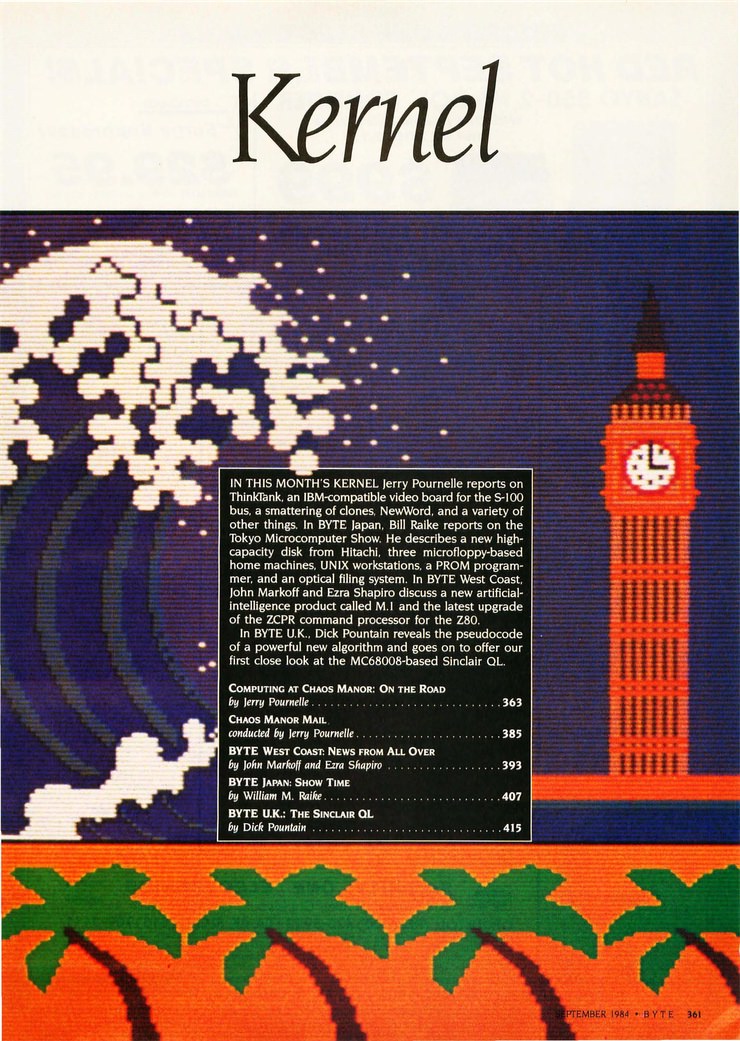 Kernel
IN THIS MONTH'S KERNEL Jerry Pournelle reports on
ThinkTank, an IBM-compatible video board for the S-100
bus, a smattering of clones, NewWord, and a variety of
other things. In BYTE Japan, Bill Raike reports on the
Tokyo Microcomputer Show. He describes a new high-
capacity disk from Hitachi, three microfloppy-based
home machines, UNIX workstations, a PROM program-
mer, and an optical filing system. In BYTE West Coast,
John Markoff and Ezra Shapiro discuss a new artificial-
intelligence product called M.1 and the latest upgrade
of the ZCPR command processor for the Z80.
In BYTE U.K., Dick Pountain reveals the pseudocode
of a powerful new algorithm and goes on to offer our
first close look at the MC68008-based Sinclair QL.
COMPUTING AT CHAOS MANOR: ON THE ROAD
by Jerry Pournelle . . . . . . . . . . . . . . . . . . . . . . . . . . . . 363
CHAOS MANOR MAIL
conducted by Jerry Pournelle . . . . . . . . . . . . . . . . . . . . . 385
BYTE WEST COAST: NEWS FROM ALL OVER
by John Markoff and Ezra Shapiro . . . . . . . . . . . . . . . . . 393
BYTE JAPAN: SHOW TIME
by William M. Raike . . . . . . . . . . . . . . . . . . . . . . . . . . 407
BYTE U.K.: THE SINCLAIR QL
by Dick Pountain . . . . . . . . . . . . . . . . . . . . . . . . . . . . 415
SEPTEMBER 1984 • BYTE 361